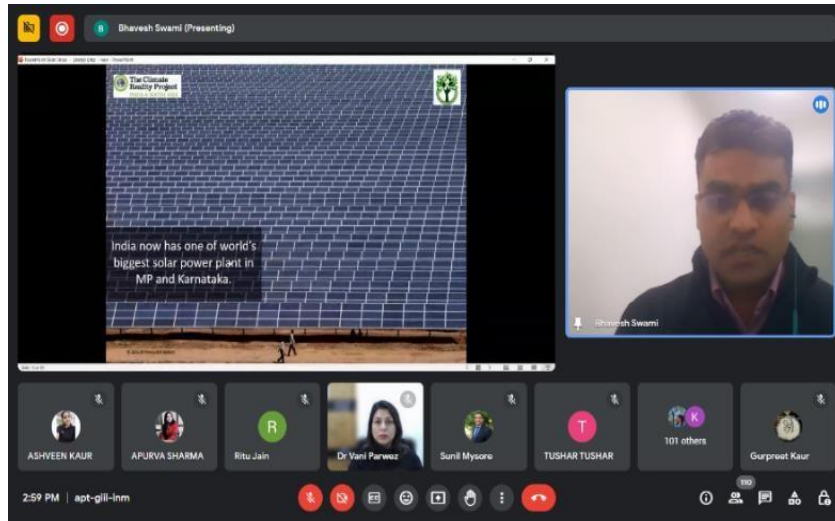 B Bhavesh Swami (Presenting)
The Climate
Reality Project
India now has one of world's
biggest solar power plant in
MP and Karnataka.
Bhavesh Swami
ASHVEEN KAUR
APURVA SHARMA
R
Ritu Jain
Dr Vani Parwez
Sunil Mysore
T
TUSHAR TUSHAR
K
101 others
Gurpreet Kaur
2:59 PM | apt-giii-inm
110